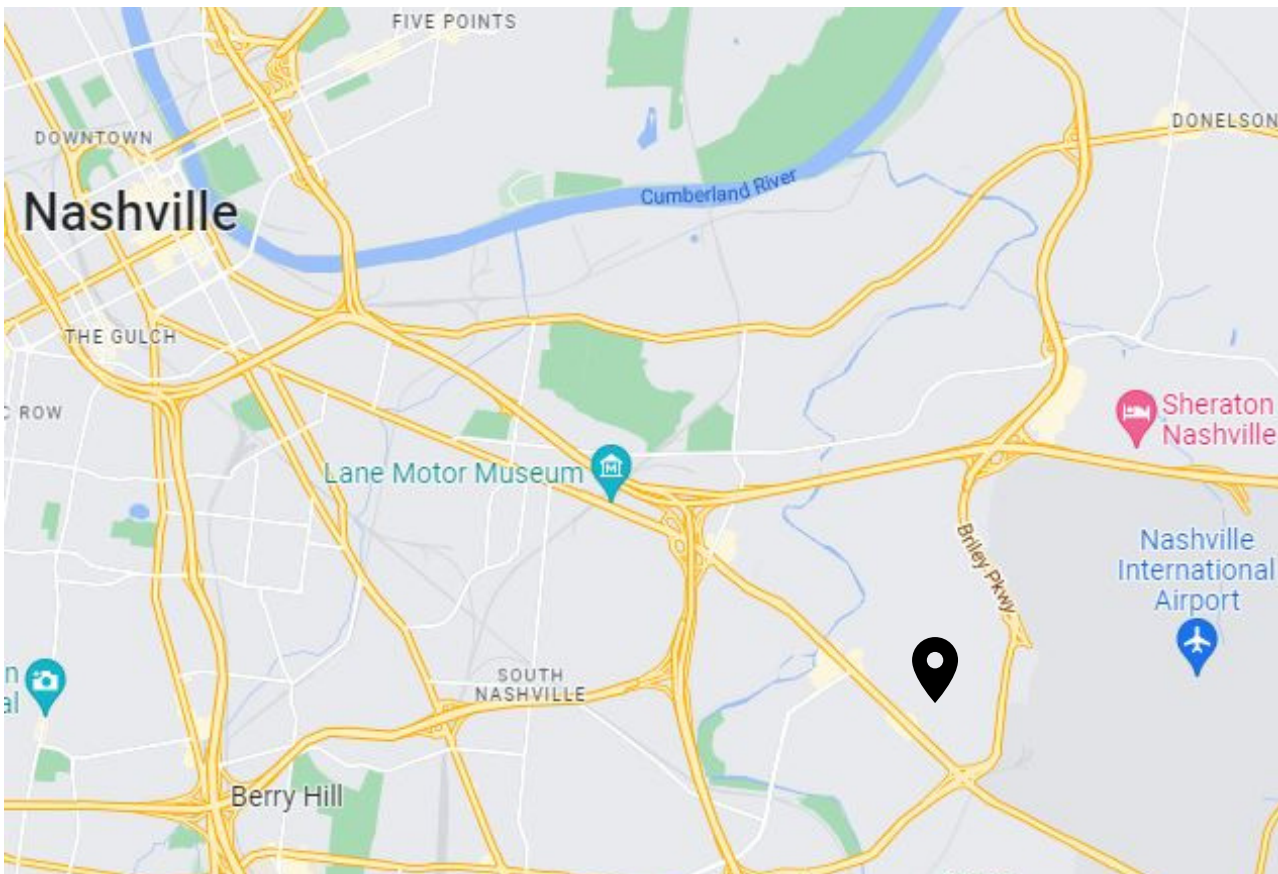 FIVE POINTS
DOWNTOWN
DONELSON
Nashville
Cumberland River
THE GULCH
C ROW
Sheraton
Nashville
Lane Motor Museum
M
Briley Pkwy
Nashville
International
Airport
SOUTH
NASHVILLE
n
al
Berry Hill